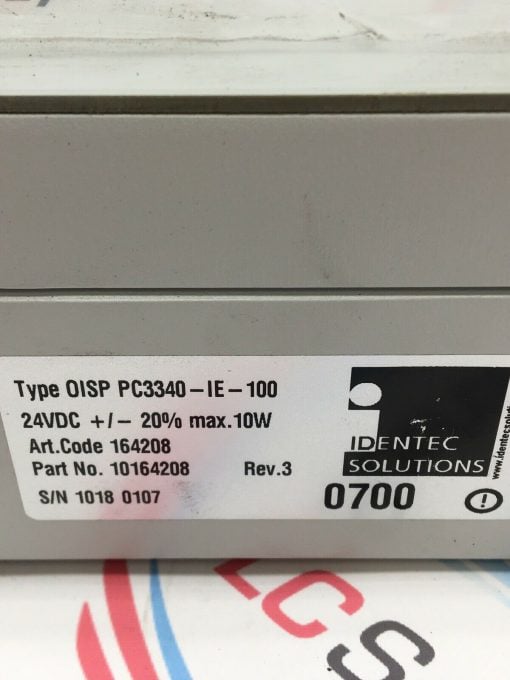 Type OISP PC3340-IE-100
24VDC +/- 20% max.10W
Art.Code 164208
Part No. 10164208 Rev.3
S/N 1018 0107
i
IDENTEC
SOLUTIONS
0700
LCS